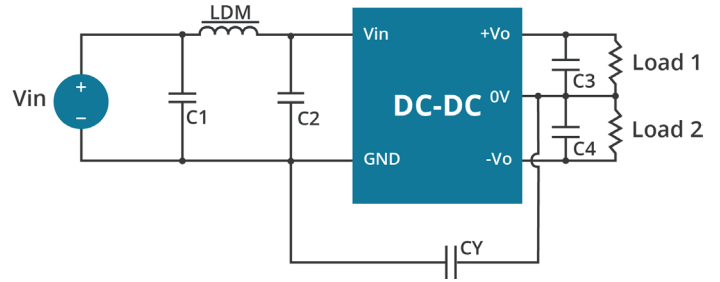 LDM
Vin
+
−
C1
C2
Vin
+Vo
DC-DC
0V
GND
-Vo
C3
C4
Load 1
Load 2
CY